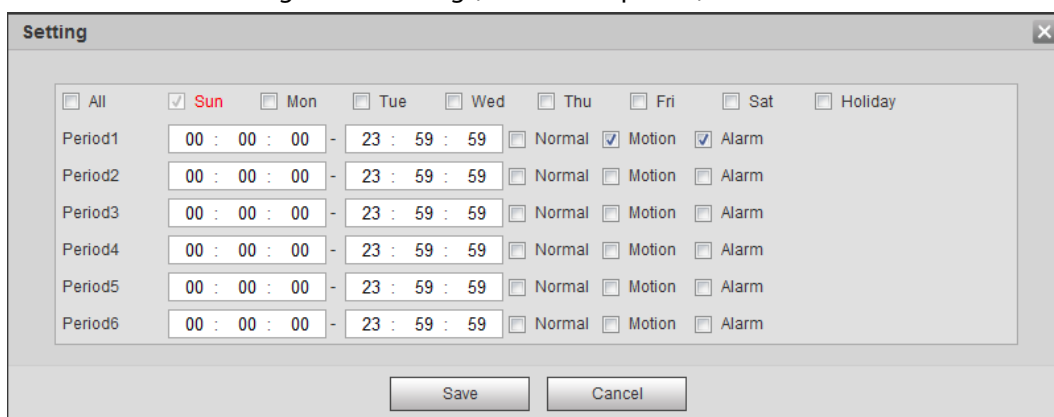 Setting
All Sun Mon Tue Wed Thu Fri Sat Holiday
Period1 00 : 00 : 00 - 23 : 59 : 59 Normal Motion Alarm
Period2 00 : 00 : 00 - 23 : 59 : 59 Normal Motion Alarm
Period3 00 : 00 : 00 - 23 : 59 : 59 Normal Motion Alarm
Period4 00 : 00 : 00 - 23 : 59 : 59 Normal Motion Alarm
Period5 00 : 00 : 00 - 23 : 59 : 59 Normal Motion Alarm
Period6 00 : 00 : 00 - 23 : 59 : 59 Normal Motion Alarm
Save Cancel